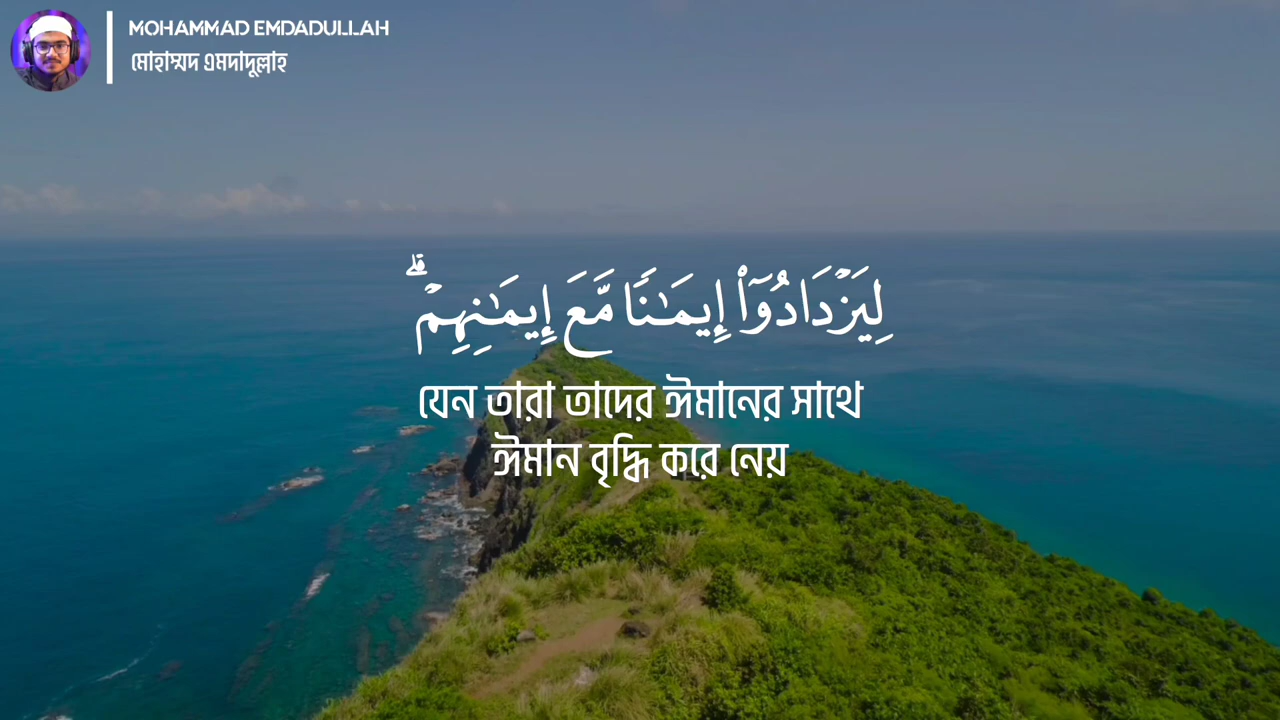 MOHAMMAD EMDADULLAH
মোহাম্মদ এমদাদুল্লাহ
لِيَزْدَادُوٓا۟ إِيمَـٰنًا مَّعَ إِيمَـٰنِهِمْ ۗ
যেন তারা তাদের ঈমানের সাথে
ঈমান বৃদ্ধি করে নেয়